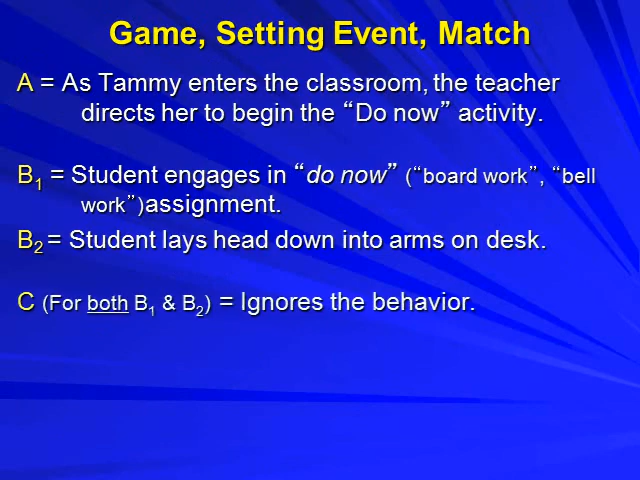 Game, Setting Event, Match
A = As Tammy enters the classroom, the teacher
directs her to begin the “Do now” activity.
B1 = Student engages in “do now” (“board work”, “bell
work”)assignment.
B2 = Student lays head down into arms on desk.
C (For both B1 & B2) = Ignores the behavior.